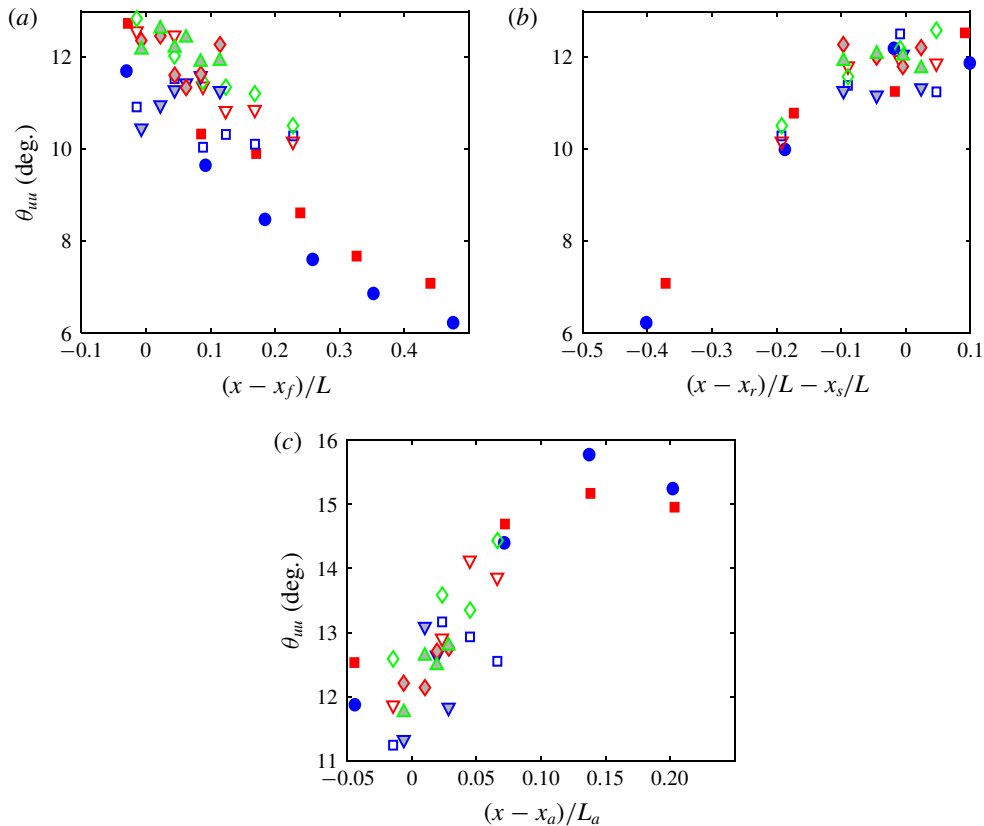 (a)
(b)
12
10
8
6
θuu (deg.)
−0.1 0 0.1 0.2 0.3 0.4
(x − xf)/L
12
10
8
6
−0.5 −0.4 −0.3 −0.2 −0.1 0 0.1
(x − xr)/L − xs/L
(c)
16
15
14
13
12
11
θuu (deg.)
−0.05 0 0.05 0.10 0.15 0.20
(x − xa)/La